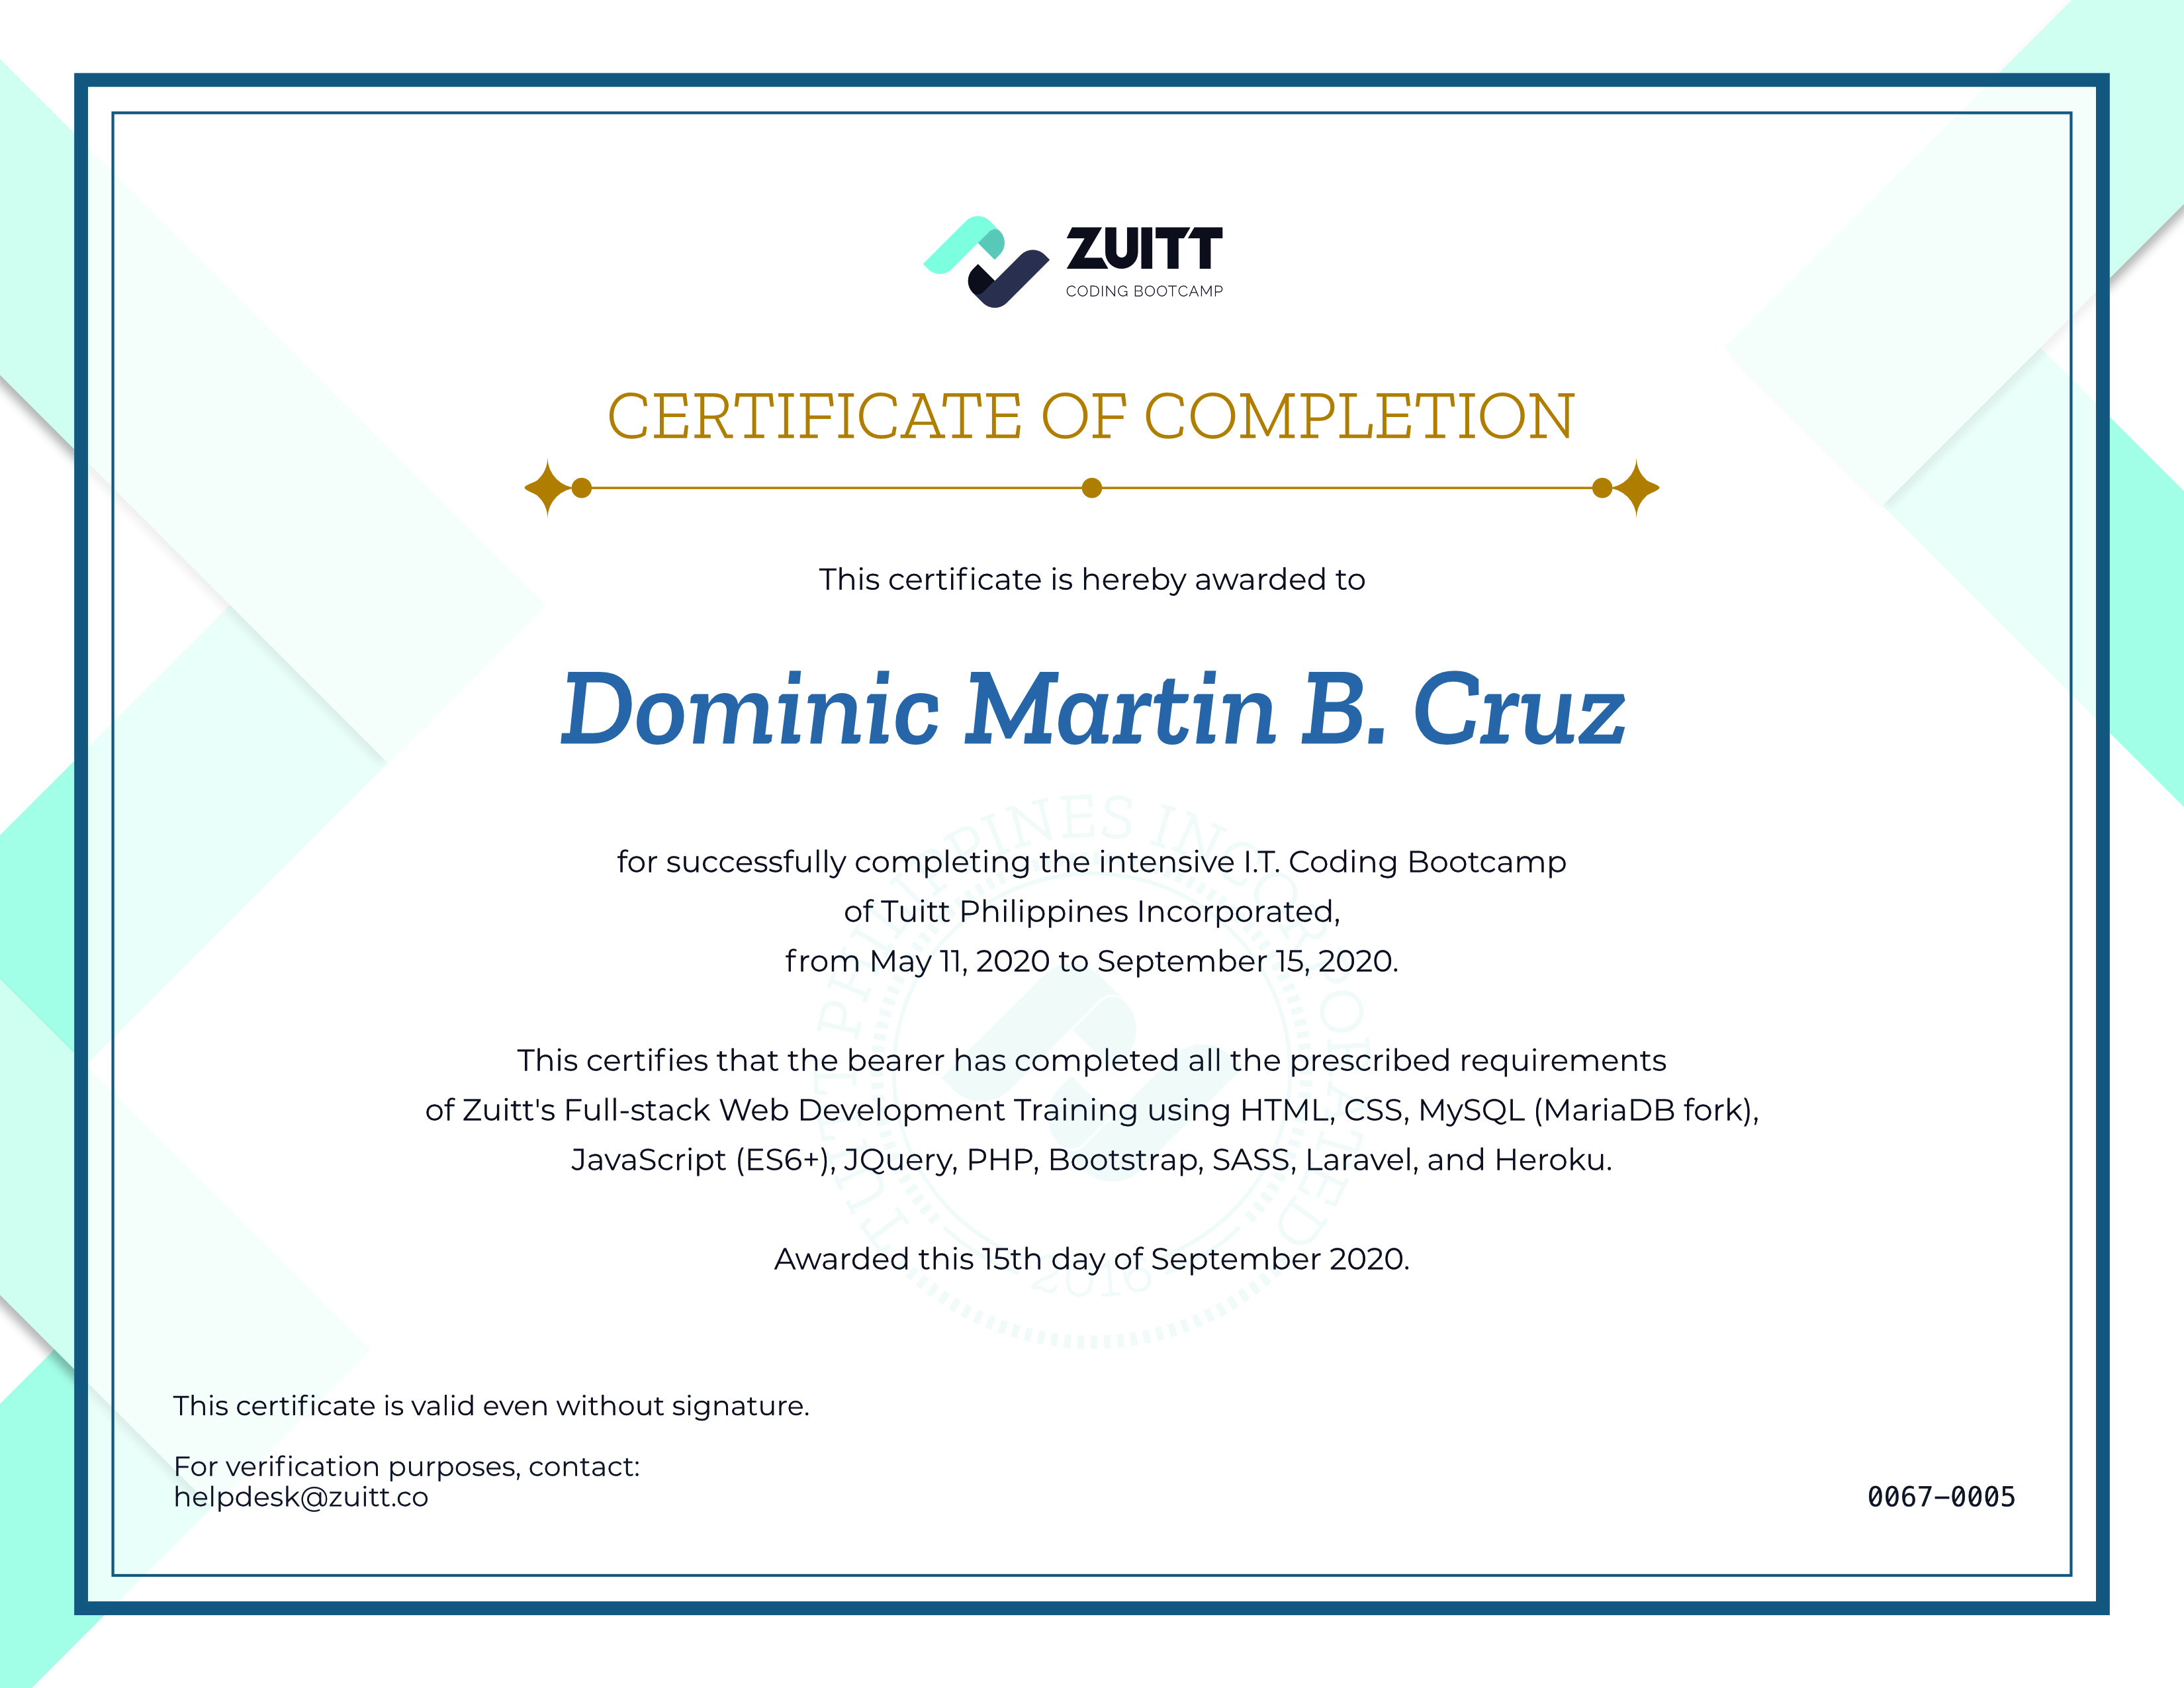 ZUITT
CODING BOOTCAMP
CERTIFICATE OF COMPLETION
This certificate is hereby awarded to
Dominic Martin B. Cruz
for successfully completing the intensive I.T. Coding Bootcamp
of Tuitt Philippines Incorporated,
from May 11, 2020 to September 15, 2020.
This certifies that the bearer has completed all the prescribed requirements
of Zuitt's Full-stack Web Development Training using HTML, CSS, MySQL (MariaDB fork),
JavaScript (ES6+), JQuery, PHP, Bootstrap, SASS, Laravel, and Heroku.
Awarded this 15th day of September 2020.
TUITT PHILIPPINES INCORPORATED
2016
This certificate is valid even without signature.
For verification purposes, contact:
helpdesk@zuitt.co
0067-0005